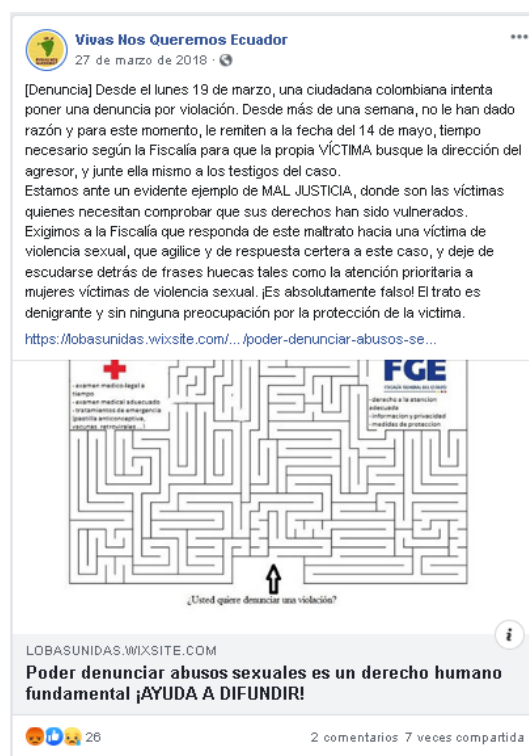 Vivas Nos Queremos Ecuador
27 de marzo de 2018 ·
[Denuncia] Desde el lunes 19 de marzo, una ciudadana colombiana intenta
poner una denuncia por violación. Desde más de una semana, no le han dado
razón y para este momento, le remiten a la fecha del 14 de mayo, tiempo
necesario según la Fiscalía para que la propia VÍCTIMA busque la dirección del
agresor, y junte ella mismo a los testigos del caso.
Estamos ante un evidente ejemplo de MAL JUSTICIA, donde son las víctimas
quienes necesitan comprobar que sus derechos han sido vulnerados.
Exigimos a la Fiscalía que responda de este maltrato hacia una víctima de
violencia sexual, que agilice y de respuesta certera a este caso, y deje de
escudarse detrás de frases huecas tales como la atención prioritaria a
mujeres víctimas de violencia sexual. ¡Es absolutamente falso! El trato es
denigrante y sin ninguna preocupación por la protección de la victima.
https://lobasunidas.wixsite.com/.../poder-denunciar-abusos-se...
- examen medico-legal a
tiempo
- examen medical aduecuado
- tratamientos de emergencia
(pastilla anticonceptiva,
vacunas, retrovirales ...)
FGE
FISCALÍA GENERAL DEL ESTADO
- derecho a la atencion
adecuada
- informacion y privacidad
- medidas de proteccion
¿Usted quiere denunciar una violación?
LOBASUNIDAS.WIXSITE.COM
Poder denunciar abusos sexuales es un derecho humano
fundamental ¡AYUDA A DIFUNDIR!
26
2 comentarios 7 veces compartida